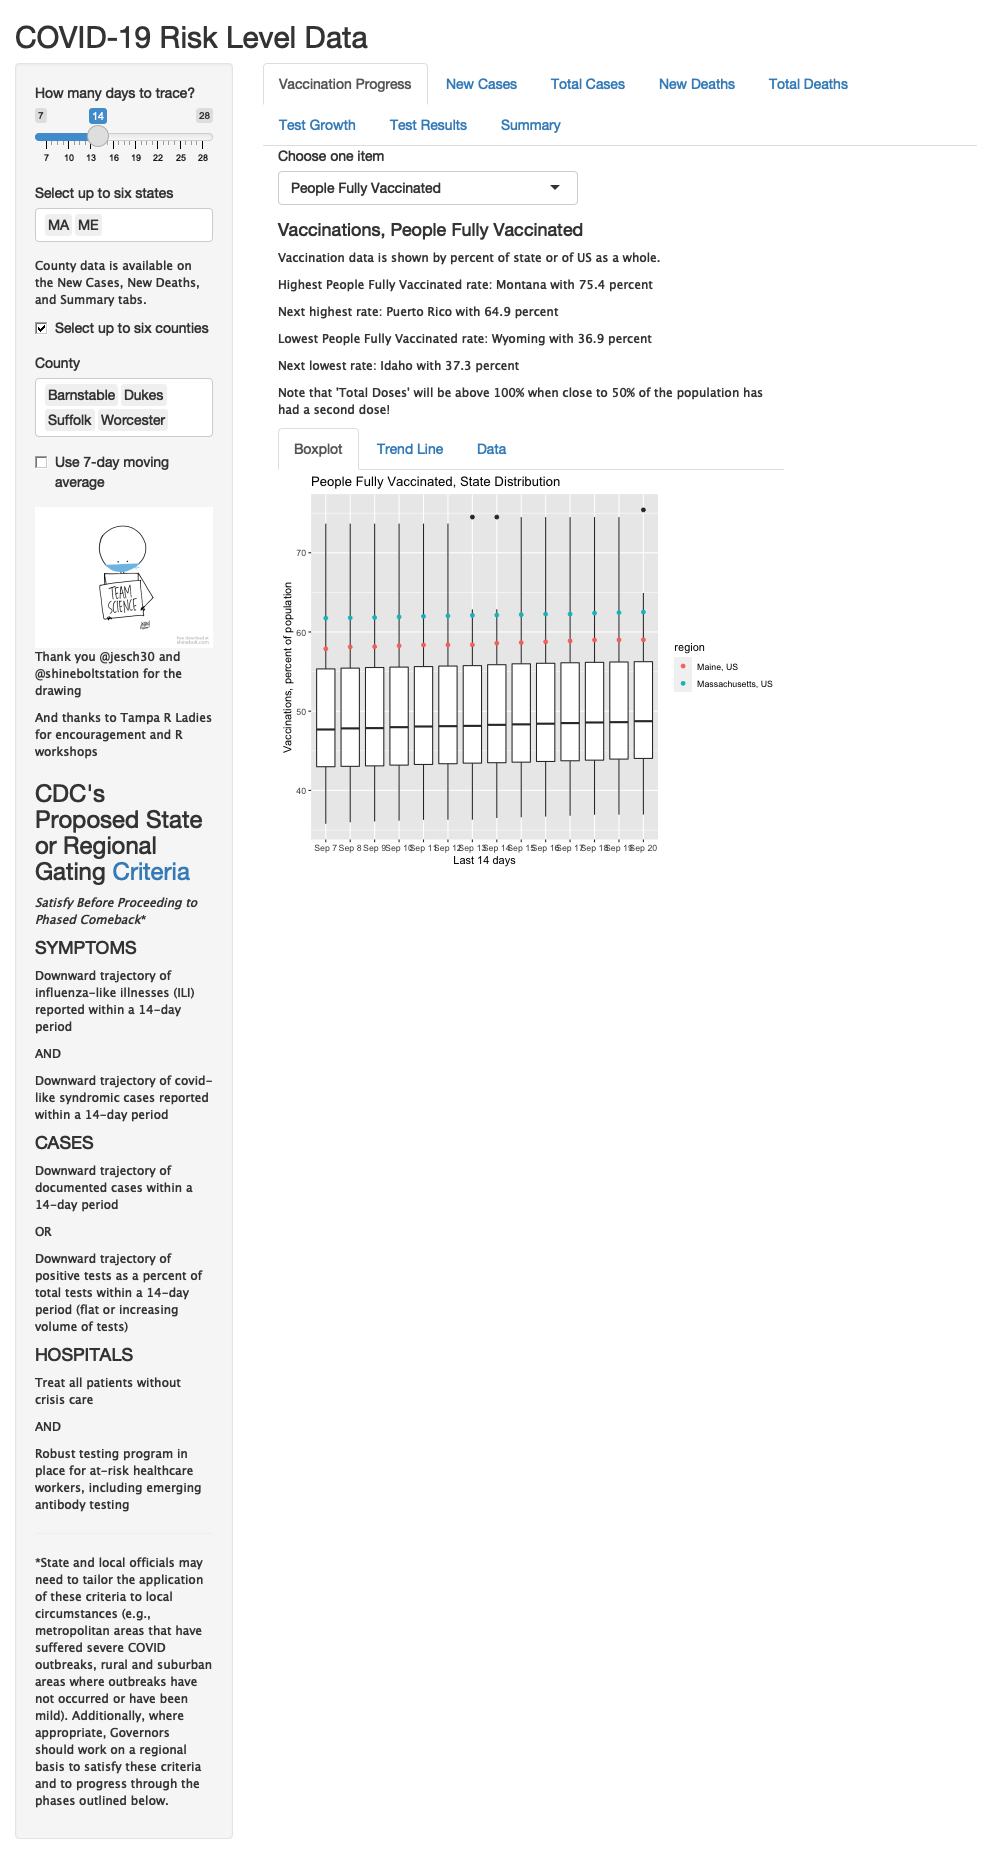 COVID-19 Risk Level Data
How many days to trace?
7 14 28
7 10 13 16 19 22 25 28
Select up to six states
MA ME
County data is available on
the New Cases, New Deaths,
and Summary tabs.
Select up to six counties
County
Barnstable Dukes
Suffolk Worcester
Use 7-day moving
average
TEAM
SCIENCE
Thank you @jesch30 and
@shineboltstation for the
drawing
And thanks to Tampa R Ladies
for encouragement and R
workshops
CDC's
Proposed State
or Regional
Gating Criteria
Satisfy Before Proceeding to
Phased Comeback*
SYMPTOMS
Downward trajectory of
influenza-like illnesses (ILI)
reported within a 14-day
period
AND
Downward trajectory of covid-
like syndromic cases reported
within a 14-day period
CASES
Downward trajectory of
documented cases within a
14-day period
OR
Downward trajectory of
positive tests as a percent of
total tests within a 14-day
period (flat or increasing
volume of tests)
HOSPITALS
Treat all patients without
crisis care
AND
Robust testing program in
place for at-risk healthcare
workers, including emerging
antibody testing
*State and local officials may
need to tailor the application
of these criteria to local
circumstances (e.g.,
metropolitan areas that have
suffered severe COVID
outbreaks, rural and suburban
areas where outbreaks have
not occurred or have been
mild). Additionally, where
appropriate, Governors
should work on a regional
basis to satisfy these criteria
and to progress through the
phases outlined below.
Vaccination Progress New Cases Total Cases New Deaths Total Deaths
Test Growth Test Results Summary
Choose one item
People Fully Vaccinated
Vaccinations, People Fully Vaccinated
Vaccination data is shown by percent of state or of US as a whole.
Highest People Fully Vaccinated rate: Montana with 75.4 percent
Next highest rate: Puerto Rico with 64.9 percent
Lowest People Fully Vaccinated rate: Wyoming with 36.9 percent
Next lowest rate: Idaho with 37.3 percent
Note that 'Total Doses' will be above 100% when close to 50% of the population has
had a second dose!
Boxplot Trend Line Data
People Fully Vaccinated, State Distribution
Vaccinations, percent of population
70
60
50
40
Sep 7 Sep 8 Sep 9 Sep 10 Sep 11 Sep 12 Sep 13 Sep 14 Sep 15 Sep 16 Sep 17 Sep 18 Sep 19 Sep 20
Last 14 days
region
Maine, US
Massachusetts, US